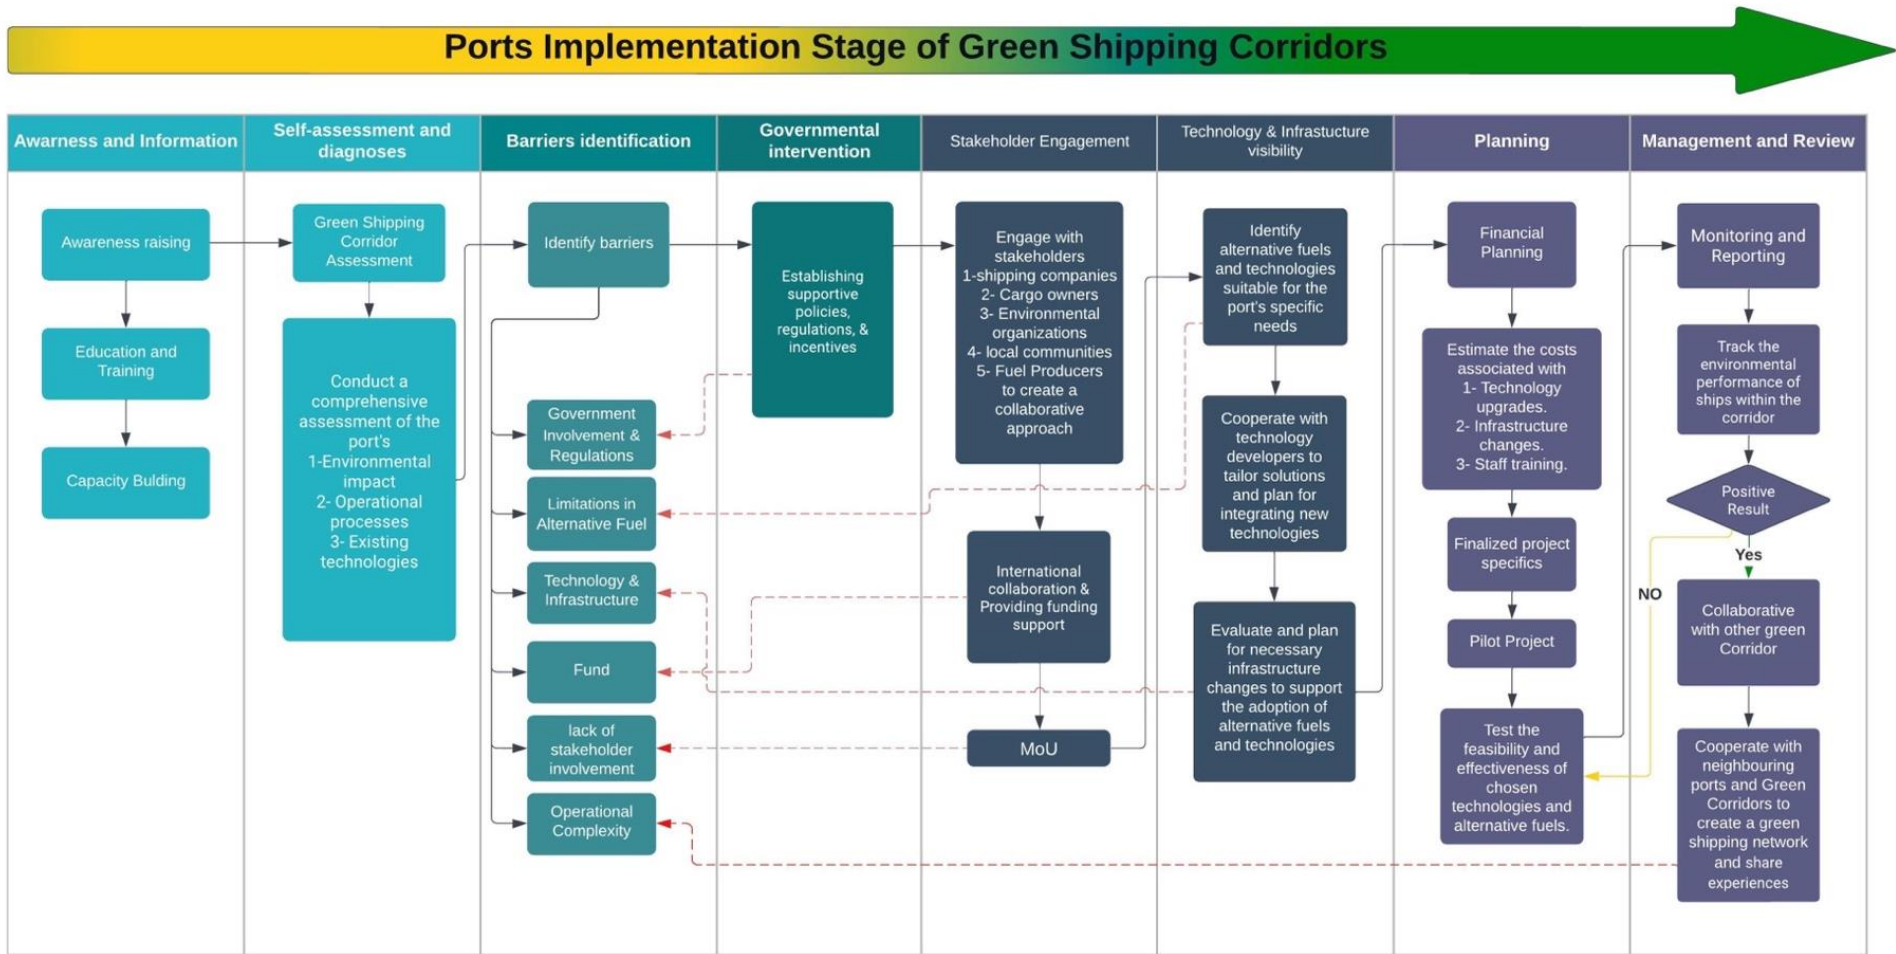 Ports Implementation Stage of Green Shipping Corridors
Awarness and Information
Self-assessment and
diagnoses
Barriers identification
Governmental
intervention
Stakeholder Engagement
Technology & Infrastucture
visibility
Planning
Management and Review
Awareness raising
Education and
Training
Capacity Bulding
Green Shipping
Corridor
Assessment
Conduct a
comprehensive
assessment of the
port's
1-Environmental
impact
2- Operational
processes
3- Existing
technologies
Identify barriers
Government
Involvement &
Regulations
Limitations in
Alternative Fuel
Technology &
Infrastructure
Fund
lack of
stakeholder
involvement
Operational
Complexity
Establishing
supportive
policies,
regulations, &
incentives
Engage with
stakeholders
1-shipping companies
2- Cargo owners
3- Environmental
organizations
4- local communities
5- Fuel Producers
to create a
collaborative
approach
International
collaboration &
Providing funding
support
MoU
Identify
alternative fuels
and technologies
suitable for the
port's specific
needs
Cooperate with
technology
developers to
tailor solutions
and plan for
integrating new
technologies
Evaluate and plan
for necessary
infrastructure
changes to support
the adoption of
alternative fuels
and technologies
Financial
Planning
Estimate the costs
associated with
1- Technology
upgrades.
2- Infrastructure
changes.
3- Staff training.
Finalized project
specifics
Pilot Project
Test the
feasibility and
effectiveness of
chosen
technologies and
alternative fuels.
Monitoring and
Reporting
Track the
environmental
performance of
ships within the
corridor
Positive
Result
Yes
NO
Collaborative
with other green
Corridor
Cooperate with
neighbouring
ports and Green
Corridors to
create a green
shipping network
and share
experiences